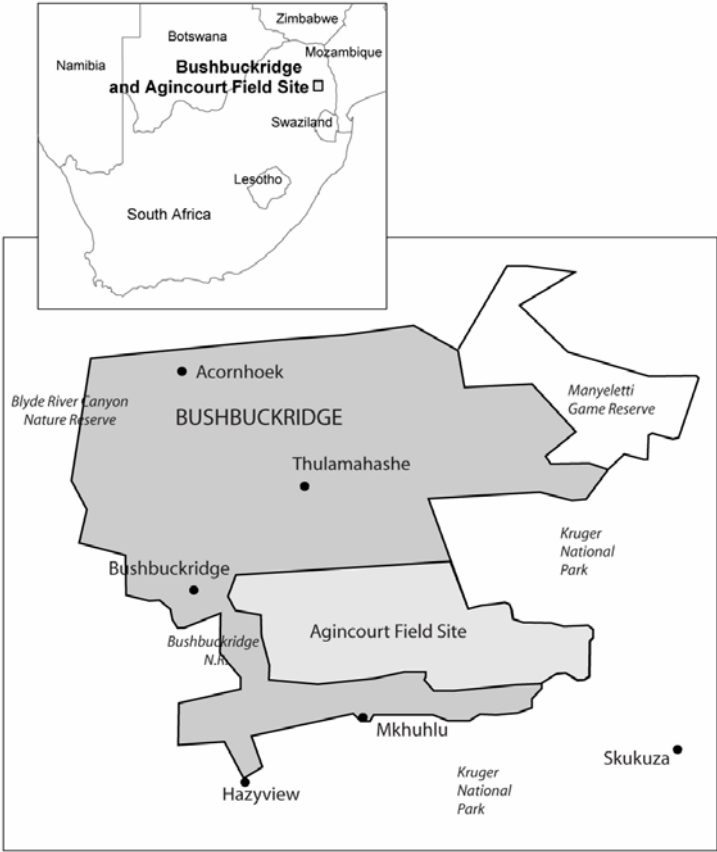 Zimbabwe
Botswana
Mozambique
Namibia
Bushbuckridge
and Agincourt Field Site
Swaziland
Lesotho
South Africa
Acornhoek
Blyde River Canyon
Nature Reserve
BUSHBUCKRIDGE
Manyeletti
Game Reserve
Thulamahashe
Kruger
National
Park
Bushbuckridge
Agincourt Field Site
Bushbuckridge
N.R.
Mkhuhlu
Skukuza
Hazyview
Kruger
National
Park